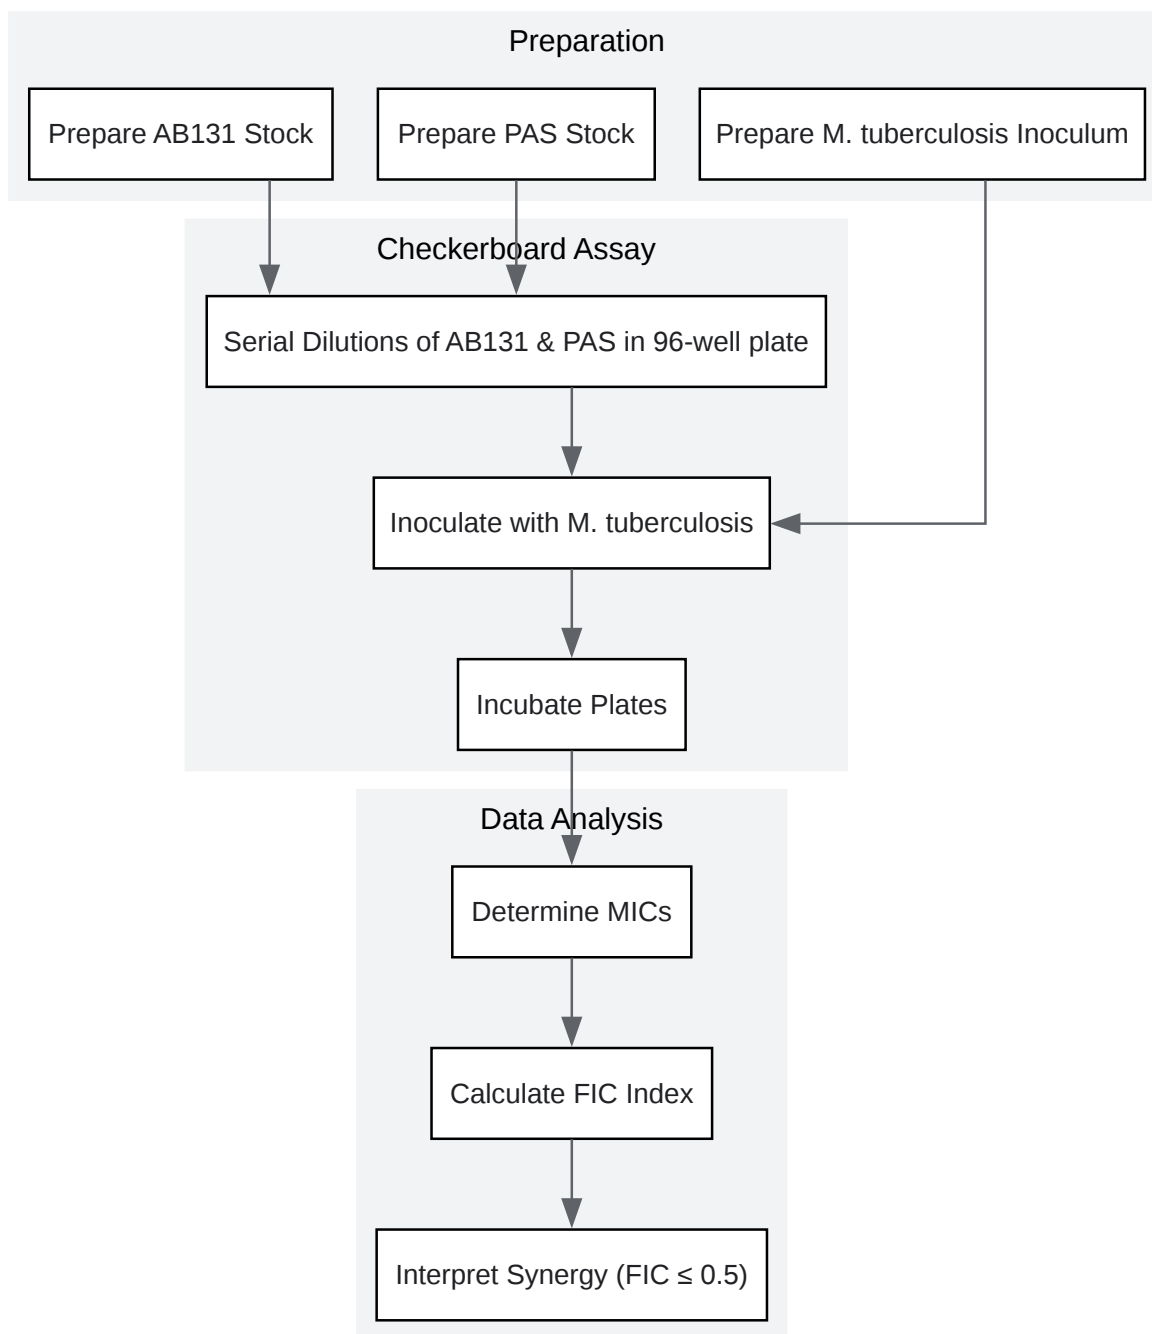 Preparation
Prepare AB131 Stock
Prepare PAS Stock
Prepare M. tuberculosis Inoculum
Checkerboard Assay
Serial Dilutions of AB131 & PAS in 96-well plate
Inoculate with M. tuberculosis
Incubate Plates
Data Analysis
Determine MICs
Calculate FIC Index
Interpret Synergy (FIC ≤ 0.5)